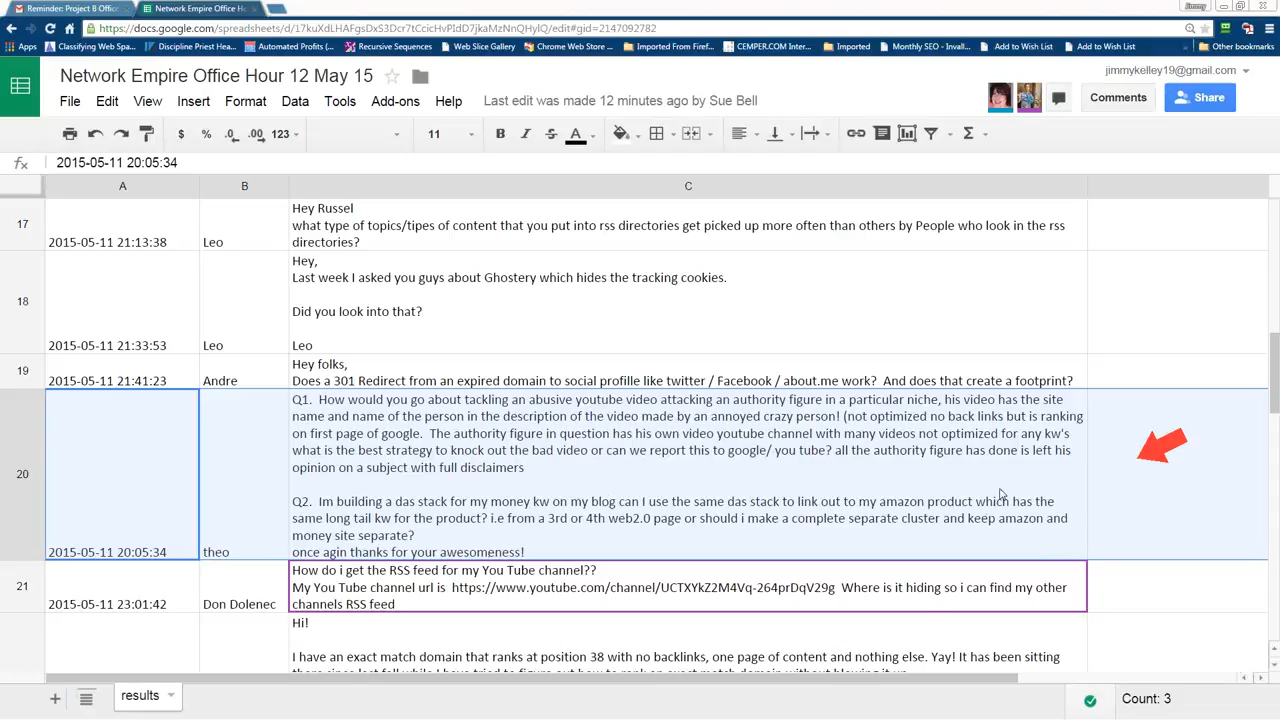 Reminder: Project B Office
Network Empire Office Ho
Jimmy
https://docs.google.com/spreadsheets/d/17kuXdLHAFgsDxS3Dcr7tCcicHvPIdD7jkaMzNnQHylQ/edit#gid=2147092782
Apps
Classifying Web Spa...
Discipline Priest Hea...
Automated Profits (...
Recursive Sequences
Web Slice Gallery
Chrome Web Store ...
Imported From Firef...
CEMPER.COM Inter...
Imported
Monthly SEO - Invall...
Add to Wish List
Add to Wish List
Other bookmarks
Network Empire Office Hour 12 May 15
jimmykelley19@gmail.com
File Edit View Insert Format Data Tools Add-ons Help Last edit was made 12 minutes ago by Sue Bell
Comments
Share
$ % .0 .00 123 11 B I S A Σ
fx 2015-05-11 20:05:34
A B C
17
2015-05-11 21:13:38
Leo
Hey Russel
what type of topics/tipes of content that you put into rss directories get picked up more often than others by People who look in the rss
directories?
18
2015-05-11 21:33:53
Leo
Hey,
Last week I asked you guys about Ghostery which hides the tracking cookies.
Did you look into that?
Leo
19
2015-05-11 21:41:23
Andre
Hey folks,
Does a 301 Redirect from an expired domain to social profille like twitter / Facebook / about.me work? And does that create a footprint?
20
2015-05-11 20:05:34
theo
Q1. How would you go about tackling an abusive youtube video attacking an authority figure in a particular niche, his video has the site
name and name of the person in the description of the video made by an annoyed crazy person! (not optimized no back links but is ranking
on first page of google. The authority figure in question has his own video youtube channel with many videos not optimized for any kw's
what is the best strategy to knock out the bad video or can we report this to google/ you tube? all the authority figure has done is left his
opinion on a subject with full disclaimers
Q2. Im building a das stack for my money kw on my blog can I use the same das stack to link out to my amazon product which has the
same long tail kw for the product? i.e from a 3rd or 4th web2.0 page or should i make a complete separate cluster and keep amazon and
money site separate?
once agin thanks for your awesomeness!
21
2015-05-11 23:01:42
Don Dolenec
How do i get the RSS feed for my You Tube channel??
My You Tube channel url is https://www.youtube.com/channel/UCTXYkZ2M4Vq-264prDqV29g Where is it hiding so i can find my other
channels RSS feed
Hi!
I have an exact match domain that ranks at position 38 with no backlinks, one page of content and nothing else. Yay! It has been sitting
results
Count: 3